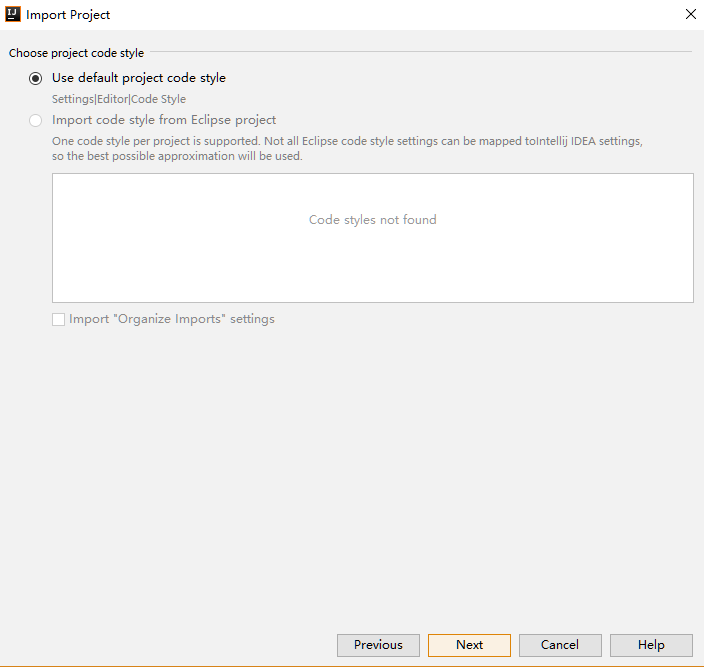 IJ
Import Project
Choose project code style
Use default project code style
Settings|Editor|Code Style
Import code style from Eclipse project
One code style per project is supported. Not all Eclipse code style settings can be mapped toIntellij IDEA settings,
so the best possible approximation will be used.
Code styles not found
Import "Organize Imports" settings
Previous Next Cancel Help